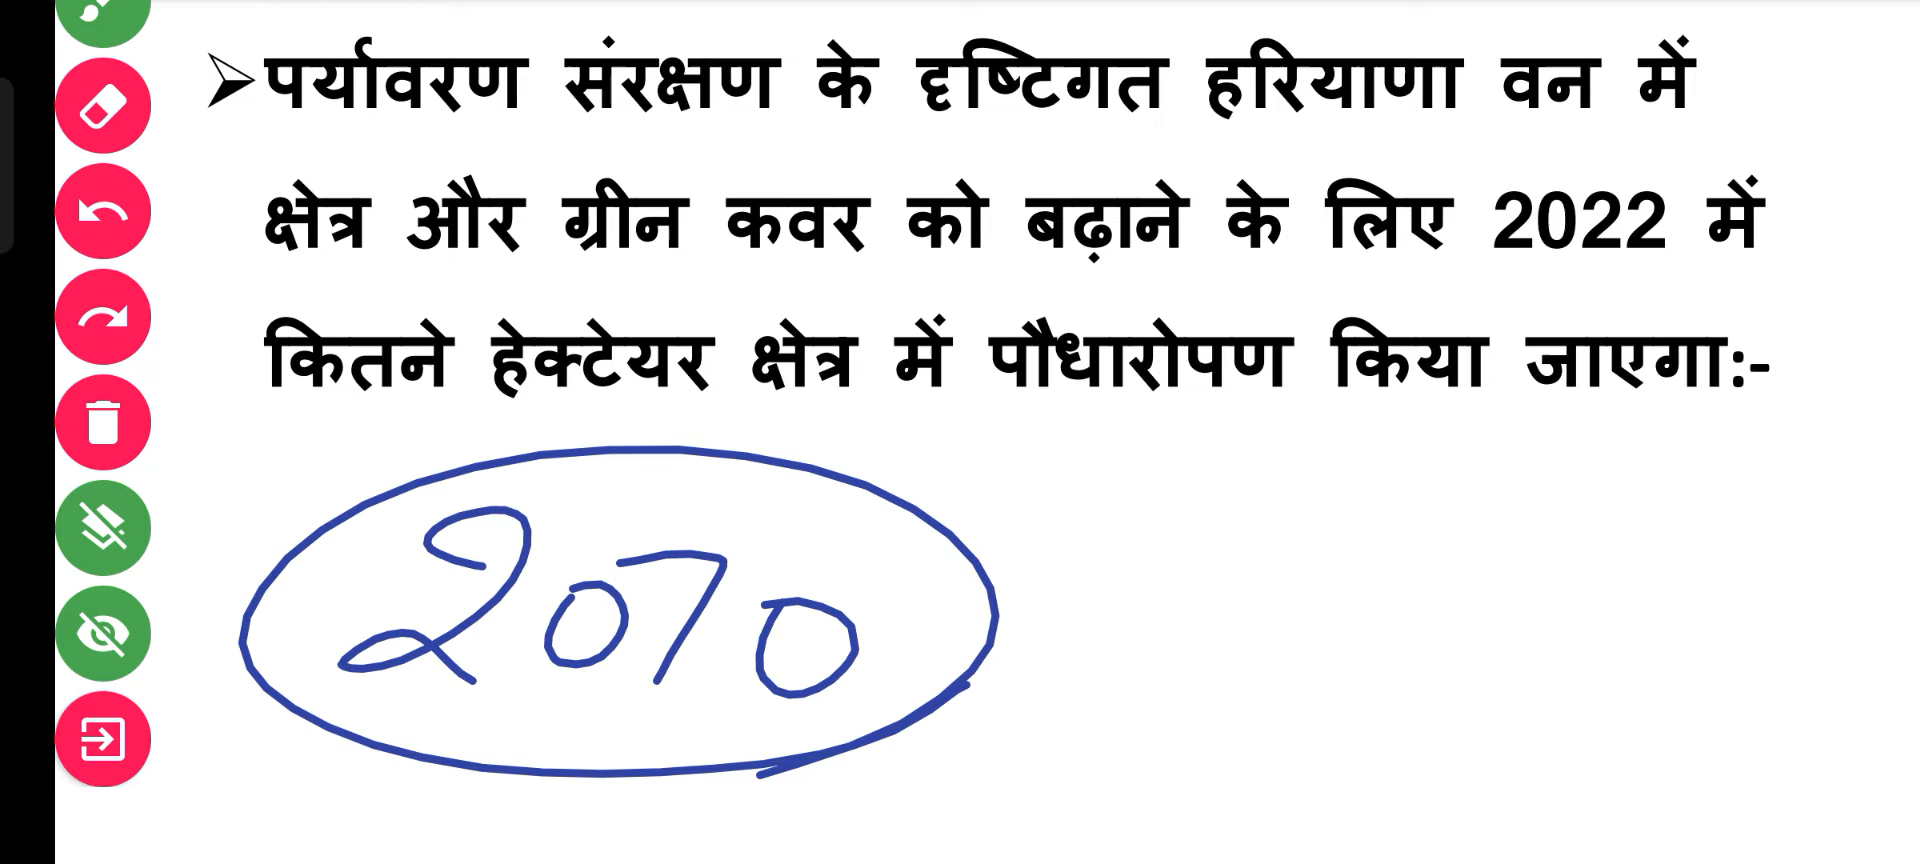 ➢पर्यावरण संरक्षण के दृष्टिगत हरियाणा वन में
क्षेत्र और ग्रीन कवर को बढ़ाने के लिए 2022 में
कितने हेक्टेयर क्षेत्र में पौधारोपण किया जाएगा:-
2070